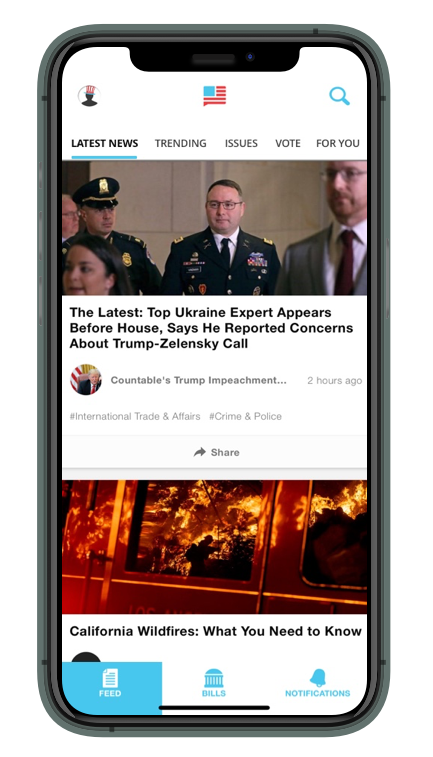 LATEST NEWS TRENDING ISSUES VOTE FOR YOU
The Latest: Top Ukraine Expert Appears
Before House, Says He Reported Concerns
About Trump-Zelensky Call
Countable's Trump Impeachment... 2 hours ago
#International Trade & Affairs #Crime & Police
Share
LOS AN
California Wildfires: What You Need to Know
FEED BILLS NOTIFICATIONS